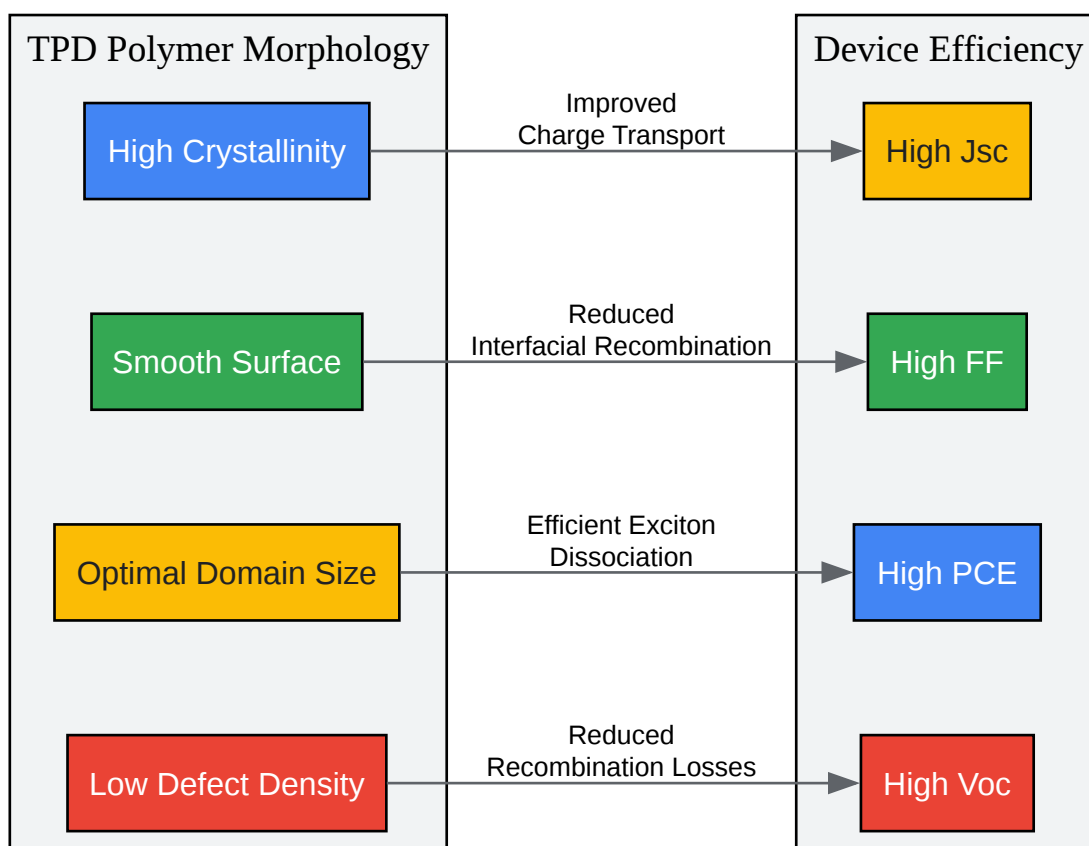 TPD Polymer Morphology
Device Efficiency
High Crystallinity
Improved
Charge Transport
High Jsc
Smooth Surface
Reduced
Interfacial Recombination
High FF
Optimal Domain Size
Efficient Exciton
Dissociation
High PCE
Low Defect Density
Reduced
Recombination Losses
High Voc